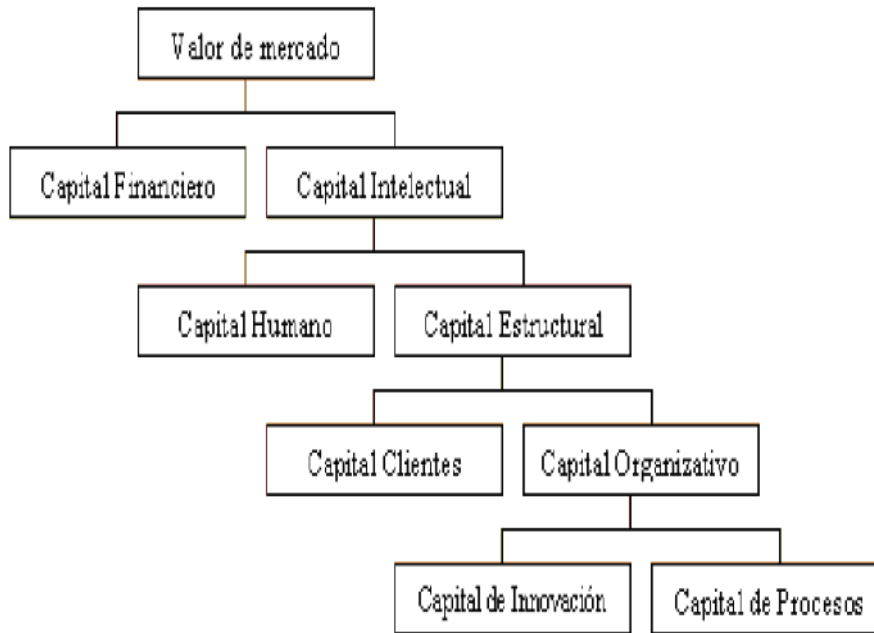 Valor de mercado
Capital Financiero
Capital Intelectual
Capital Humano
Capital Estructural
Capital Clientes
Capital Organizativo
Capital de Innovación
Capital de Procesos